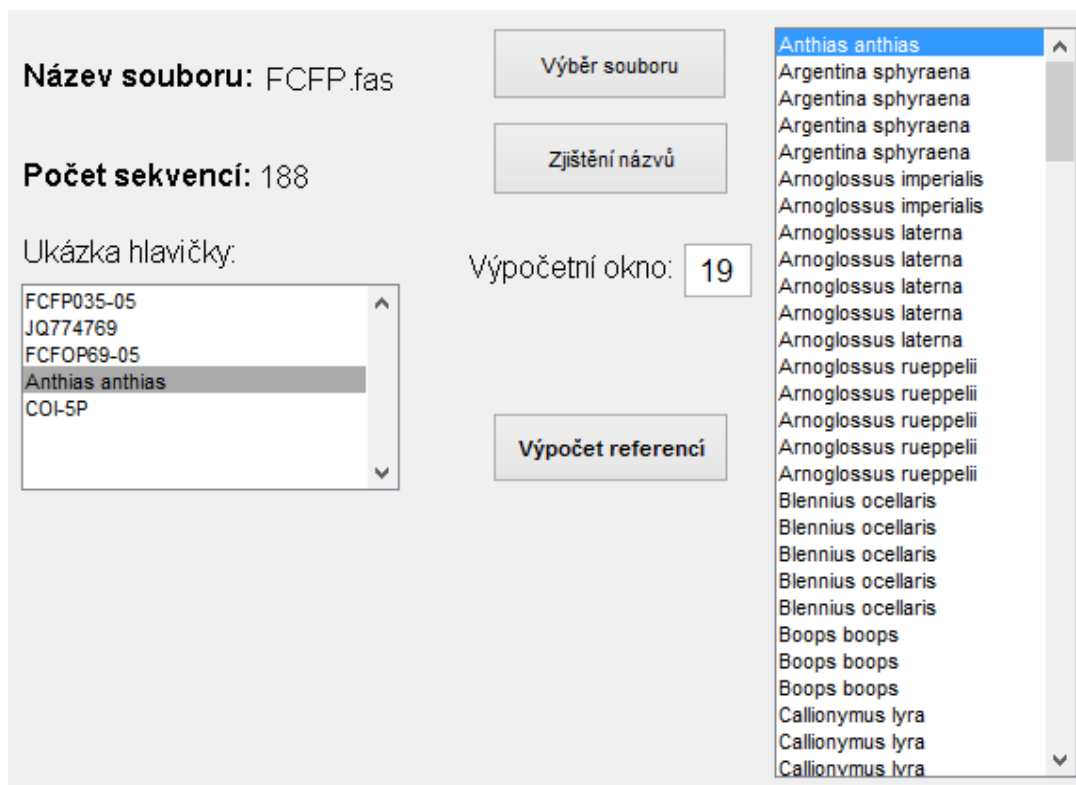 Název souboru: FCFP.fas
Počet sekvencí: 188
Ukázka hlavičky:
FCFP035-05
JQ774769
FCFOP69-05
Anthias anthias
COI-5P
Výběr souboru
Zjištění názvů
Výpočetní okno: 19
Výpočet referencí
Anthias anthias
Argentina sphyraena
Argentina sphyraena
Argentina sphyraena
Argentina sphyraena
Arnoglossus imperialis
Arnoglossus imperialis
Arnoglossus laterna
Arnoglossus laterna
Arnoglossus laterna
Arnoglossus laterna
Arnoglossus laterna
Arnoglossus rueppelii
Arnoglossus rueppelii
Arnoglossus rueppelii
Arnoglossus rueppelii
Arnoglossus rueppelii
Blennius ocellaris
Blennius ocellaris
Blennius ocellaris
Blennius ocellaris
Blennius ocellaris
Boops boops
Boops boops
Boops boops
Callionymus lyra
Callionymus lyra
Callionymus lyra